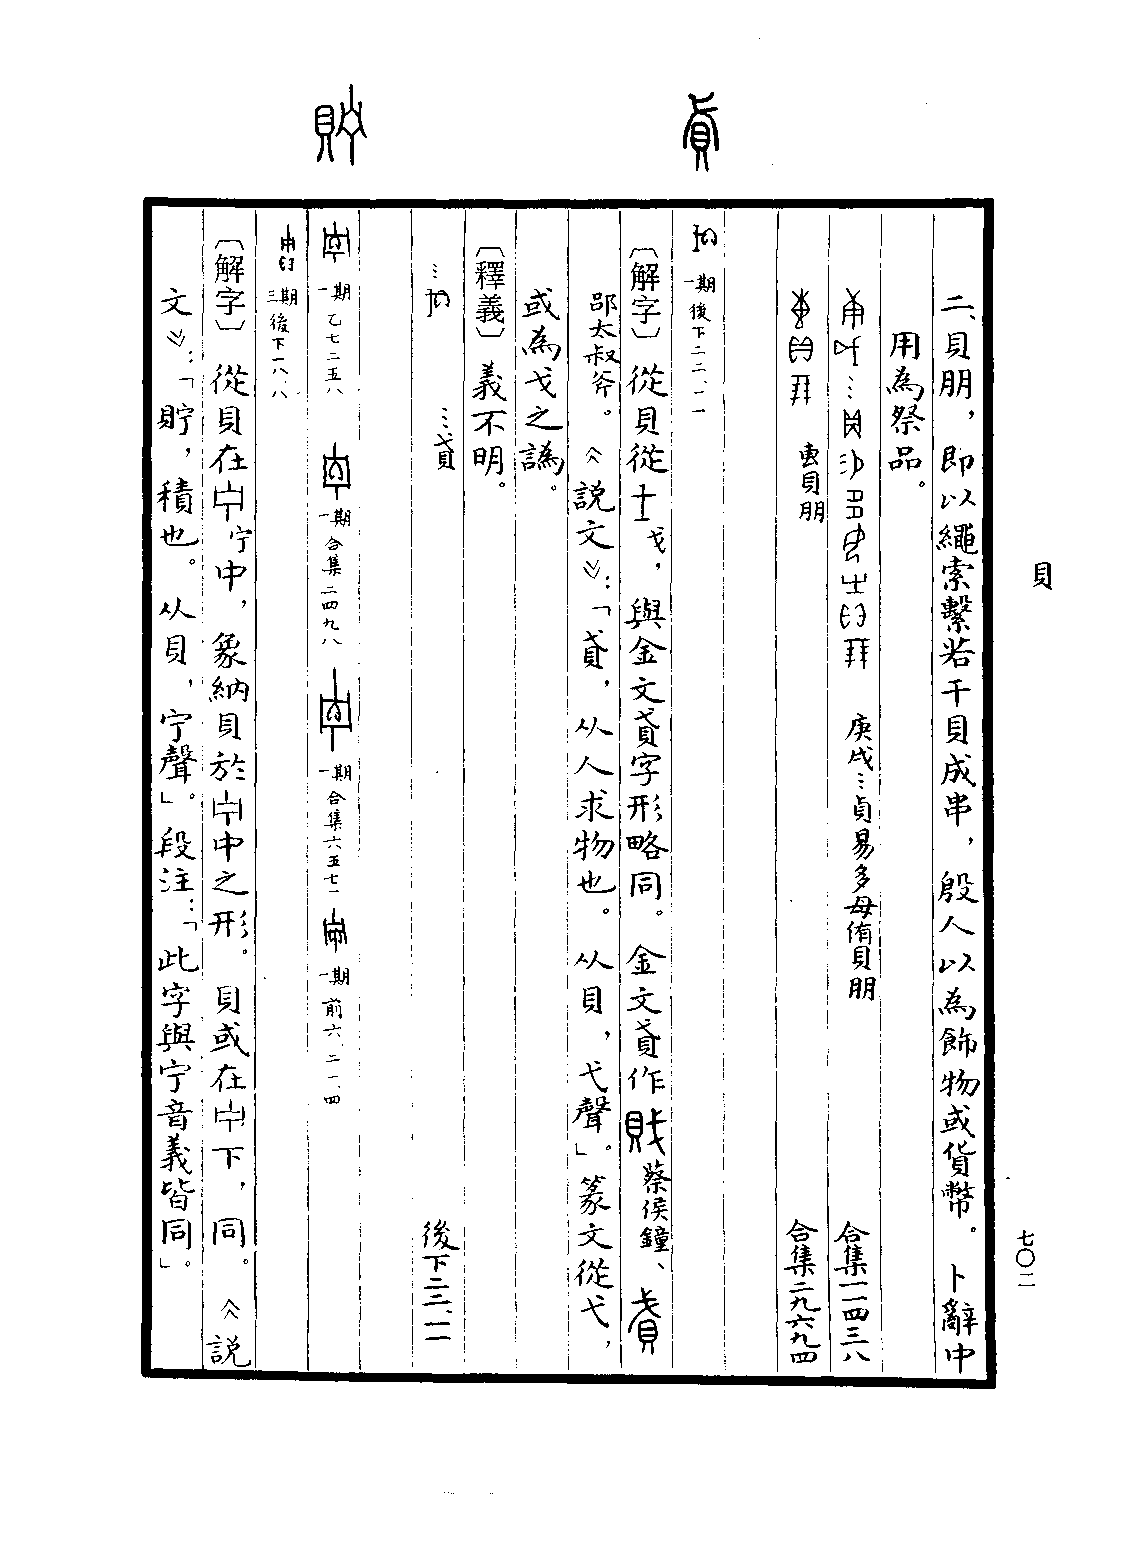 貝
七〇二
二、貝朋，即以繩索繫若干貝成串，殷人以為飾物或貨幣。卜辭中
用為祭品。
庚戌…貞易多母侑貝朋 合集一一四三八
叀貝朋 合集二九六九四
一期後下二二、一一
〔解字〕從貝從戈，與金文貣字形略同。金文貣作 蔡侯鐘、
邵太叔斧。《說文》：「貣，从人求物也。从貝，弋聲」。篆文從弋，
或為戈之譌。
〔釋義〕義不明。
…貣 後下二二、一一
一期乙七二五八 一期合集二四九八 一期合集六五七一 一期前六、二一、四
三期後下一八、八
〔解字〕從貝在宁中，象納貝於中之形。貝或在下，同。《說
文》：「貯，積也。从貝，宁聲」。段注：「此字與宁音義皆同」。